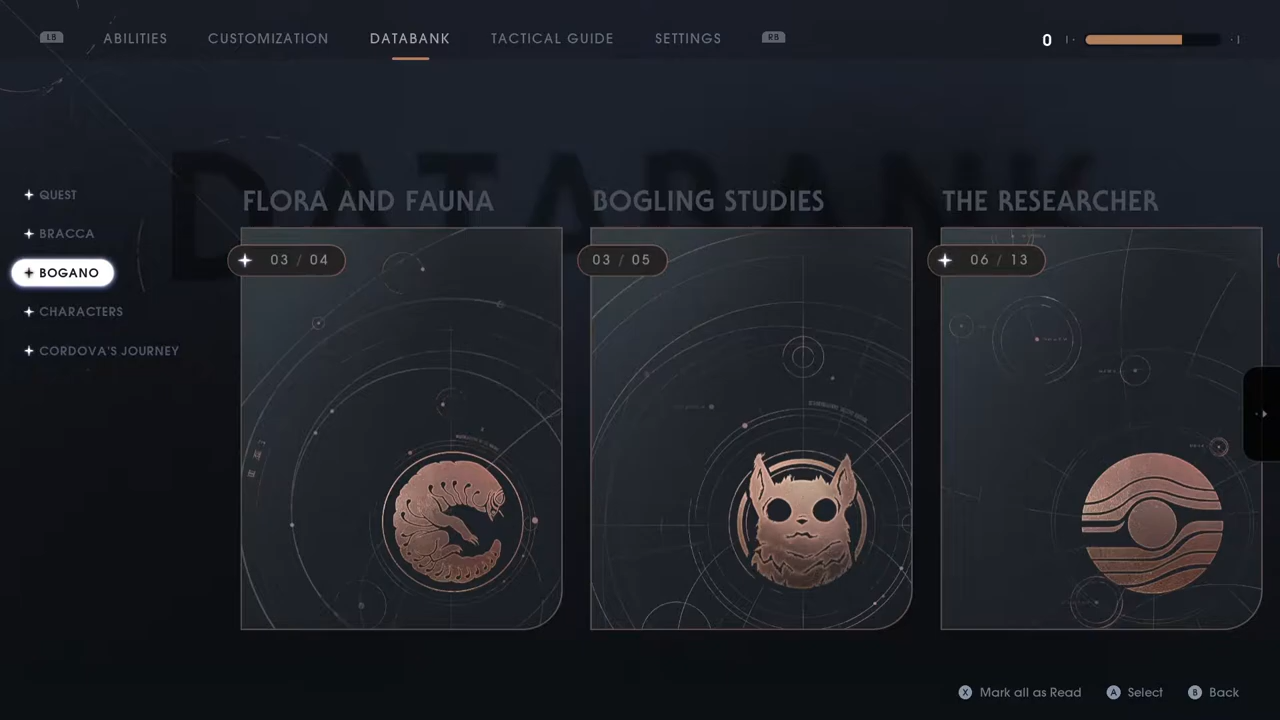 LB ABILITIES CUSTOMIZATION DATABANK TACTICAL GUIDE SETTINGS RB 0
DATABANK
QUEST
BRACCA
BOGANO
CHARACTERS
CORDOVA'S JOURNEY
FLORA AND FAUNA
03 / 04
BOGLING STUDIES
03 / 05
THE RESEARCHER
06 / 13
X Mark all as Read A Select B Back